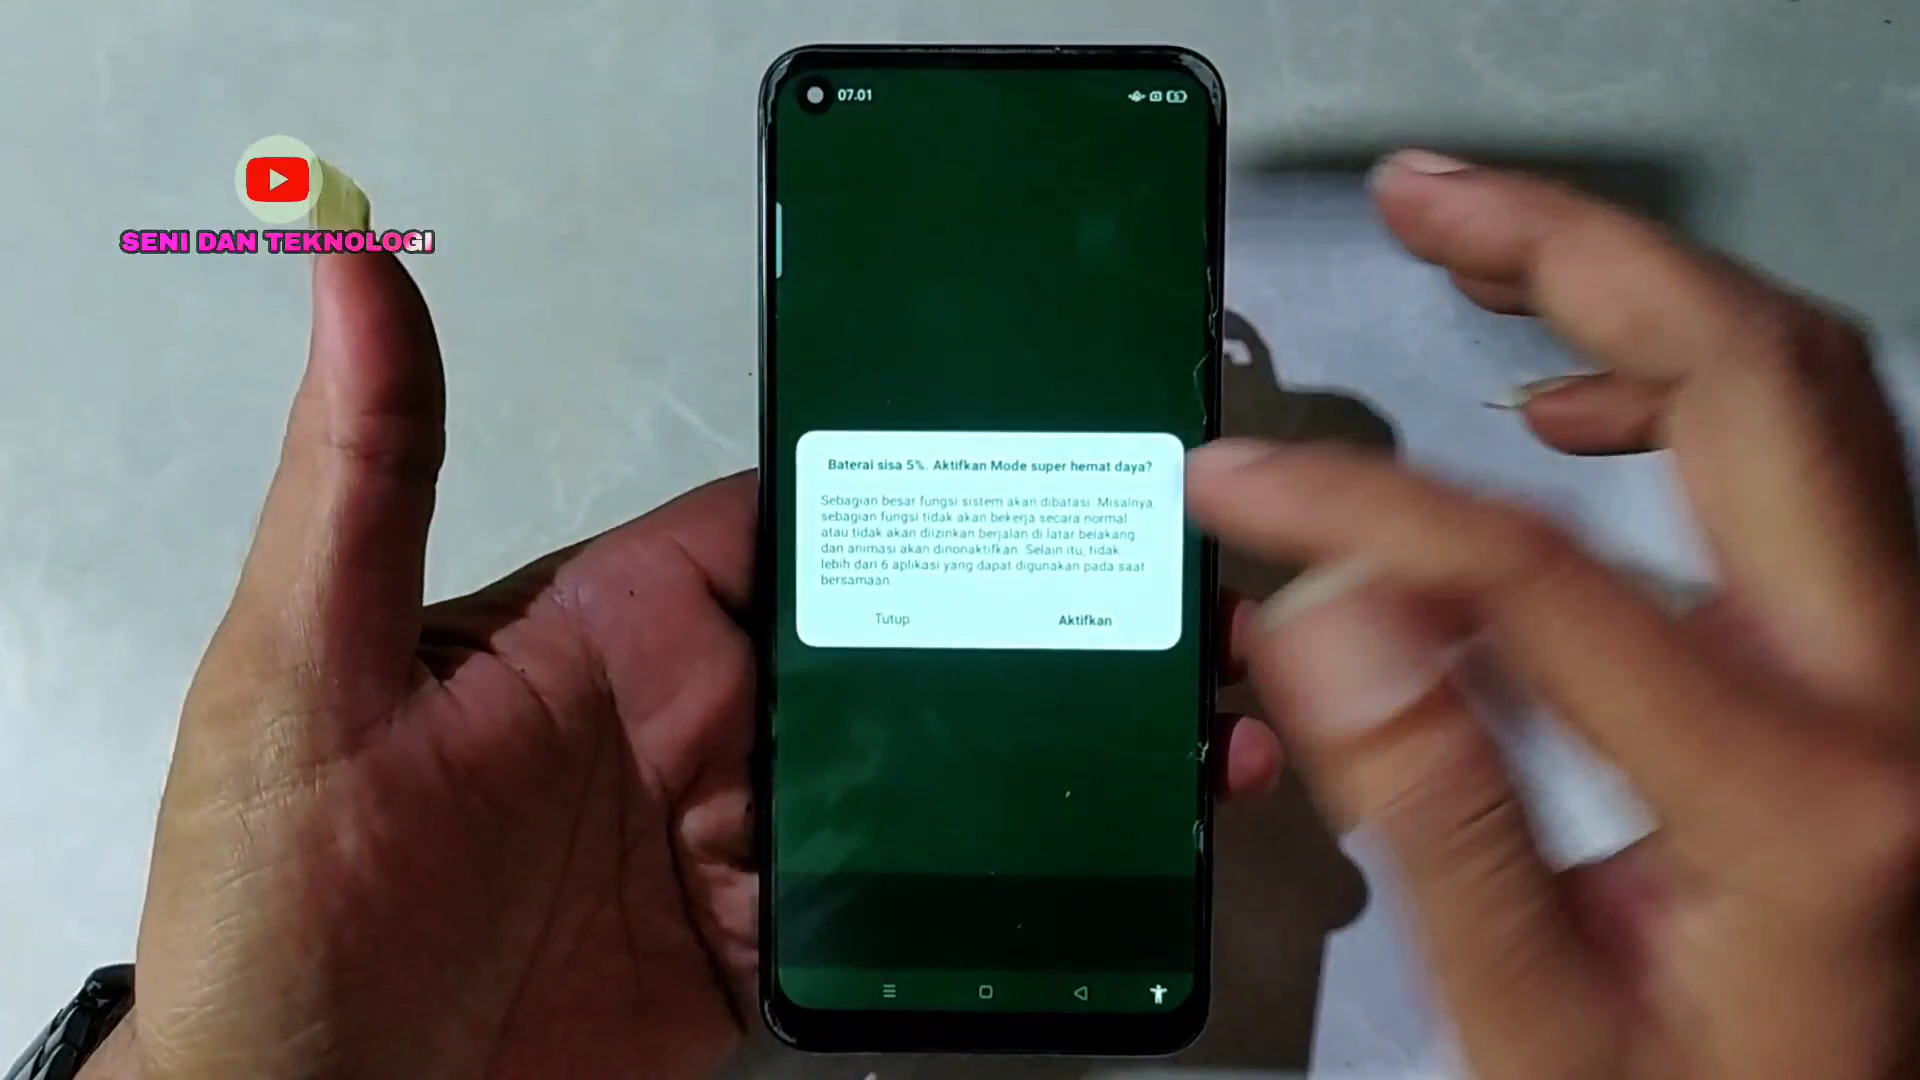 07.01
SENI DAN TEKNOLOGI
Baterai sisa 5%. Aktifkan Mode super hemat daya?
Sebagian besar fungsi sistem akan dibatasi. Misalnya,
sebagian fungsi tidak akan bekerja secara normal
atau tidak akan diizinkan berjalan di latar belakang,
dan animasi akan dinonaktifkan. Selain itu, tidak
lebih dari 6 aplikasi yang dapat digunakan pada saat
bersamaan.
Tutup
Aktifkan